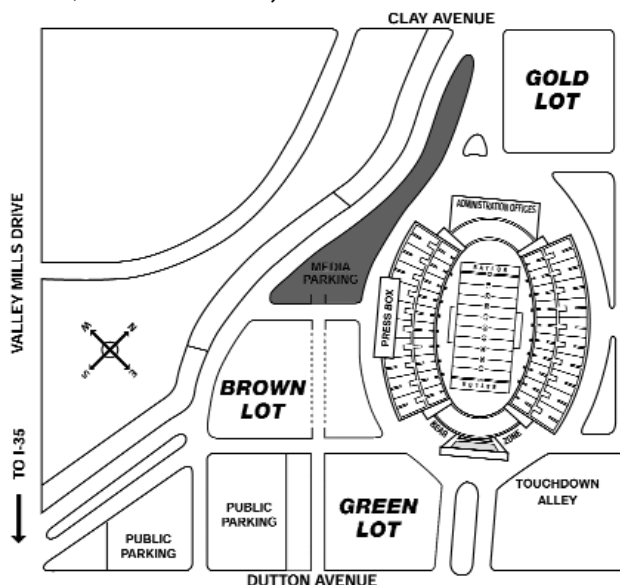 CLAY AVENUE
GOLD
LOT
ADMINISTRATION OFFICES
VALLEY MILLS DRIVE
MEDIA
PARKING
PRESS BOX
N
W
S
E
BROWN
LOT
BEAR
ZONE
TO I-35
PUBLIC
PARKING
GREEN
LOT
TOUCHDOWN
ALLEY
PUBLIC
PARKING
DUTTON AVENUE